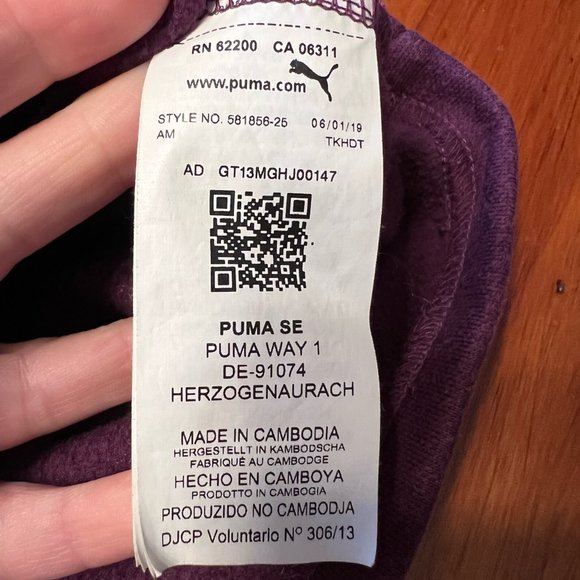 RN 62200 CA 06311
www.puma.com
STYLE NO. 581856-25 06/01/19
AM TKHDT
AD GT13MGHJ00147
PUMA SE
PUMA WAY 1
DE-91074
HERZOGENAURACH
MADE IN CAMBODIA
HERGESTELLT IN KAMBODSCHA
FABRIQUÉ AU CAMBODGE
HECHO EN CAMBOYA
PRODOTTO IN CAMBOGIA
PRODUZIDO NO CAMBODJA
DJCP Voluntario Nº 306/13